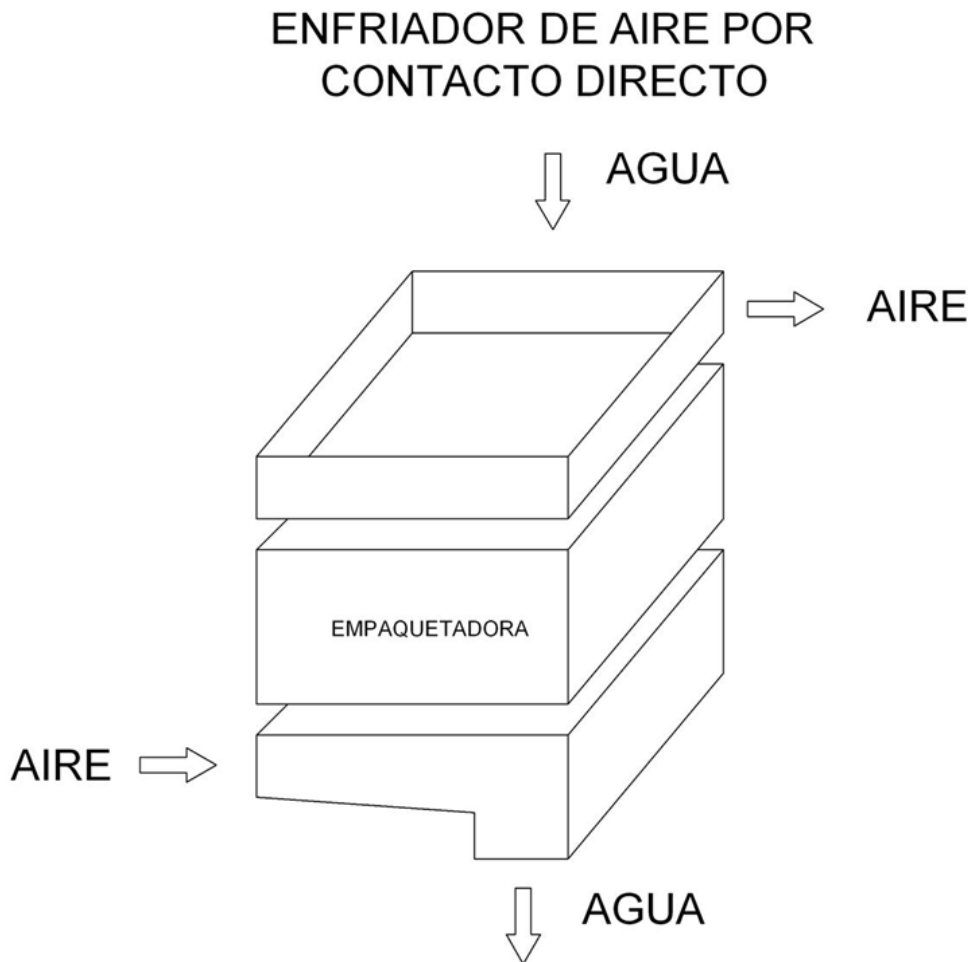 ENFRIADOR DE AIRE POR
CONTACTO DIRECTO
AGUA
AIRE
EMPAQUETADORA
AIRE
AGUA